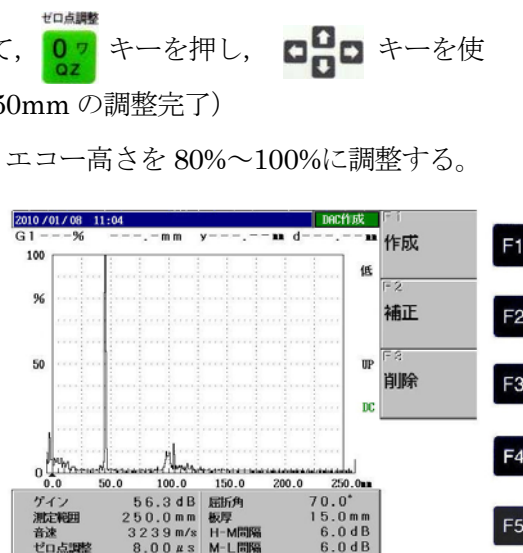 ゼロ点調整
て, 0 ワ QZ キーを押し, キーを使
50mm の調整完了)
エコー高さを 80%～100%に調整する。
2010/01/08 11:04 DAC作成
G1---% ---.-mm y---.--mm d---.--mm
100
%
50
0
0.0 50.0 100.0 150.0 200.0 250.0mm
低
UP
DC
F1
作成
F1
F2
補正
F2
F3
削除
F3
F4
F5
ゲイン 56.3dB 屈折角 70.0°
測定範囲 250.0mm 板厚 15.0mm
音速 3239m/s H-M間隔 6.0dB
ゼロ点調整 8.00μs M-L間隔 6.0dB